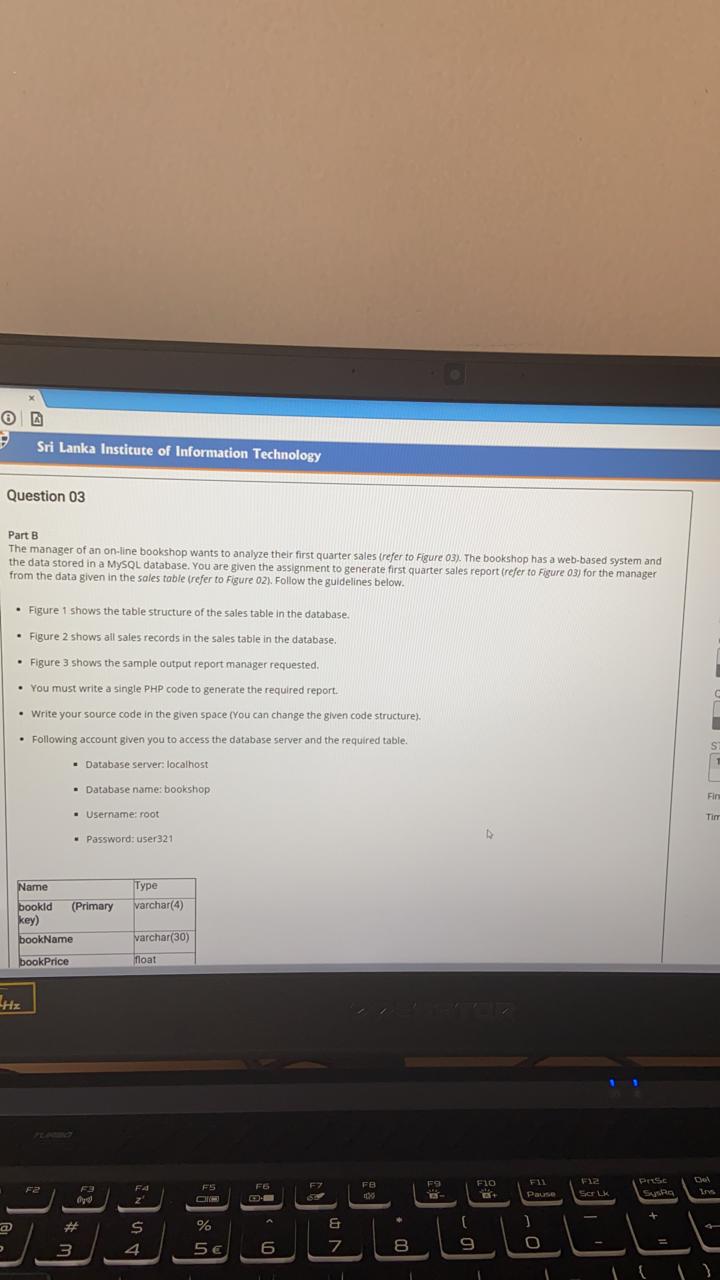 Sri Lanka Institute of Information Technology
Question 03
Part B
The manager of an on-line bookshop wants to analyze their first quarter sales (refer to Figure 03). The bookshop has a web-based system and
the data stored in a MySQL database. You are given the assignment to generate first quarter sales report (refer to Figure 03) for the manager
from the data given in the sales table (refer to Figure 02). Follow the guidelines below.
• Figure 1 shows the table structure of the sales table in the database.
• Figure 2 shows all sales records in the sales table in the database.
• Figure 3 shows the sample output report manager requested.
• You must write a single PHP code to generate the required report.
• Write your source code in the given space (You can change the given code structure).
• Following account given you to access the database server and the required table.
▪ Database server: localhost
▪ Database name: bookshop
▪ Username: root
▪ Password: user321
Name Type
bookId (Primary varchar(4)
key)
bookName varchar(30)
bookPrice float
ST
Fin
Tim
Hz
PREDATOR
TURBO
F2 F3 F4 F5 F6 F7 F8 F9 F10 F11 F12 PrtSc Del
Pause Scr Lk SysRq Ins
@ # $ % ^ & * ( ) _ +
3 4 5 € 6 7 8 9 0 - =
{ }